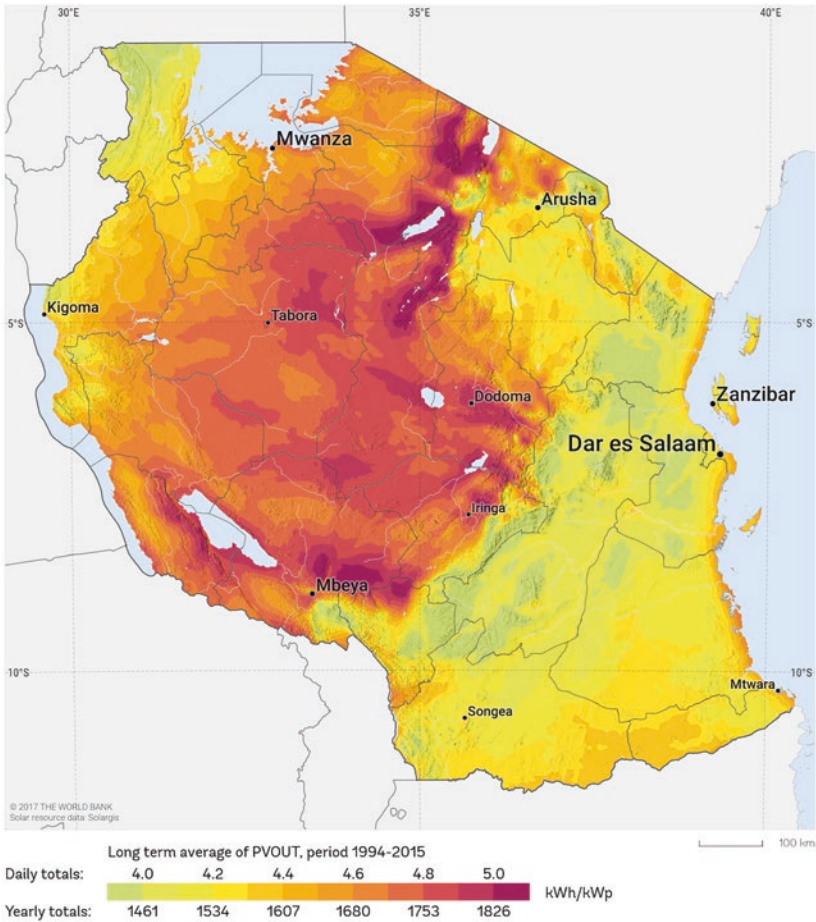 30°E 35°E 40°E
Mwanza
Arusha
Kigoma
Tabora
5°S 5°S
Dodoma
Zanzibar
Dar es Salaam
Iringa
Mbeya
10°S 10°S
Mtwara
Songea
© 2017 THE WORLD BANK
Solar resource data: Solargis
100 km
Long term average of PVOUT, period 1994-2015
Daily totals: 4.0 4.2 4.4 4.6 4.8 5.0
kWh/kWp
Yearly totals: 1461 1534 1607 1680 1753 1826